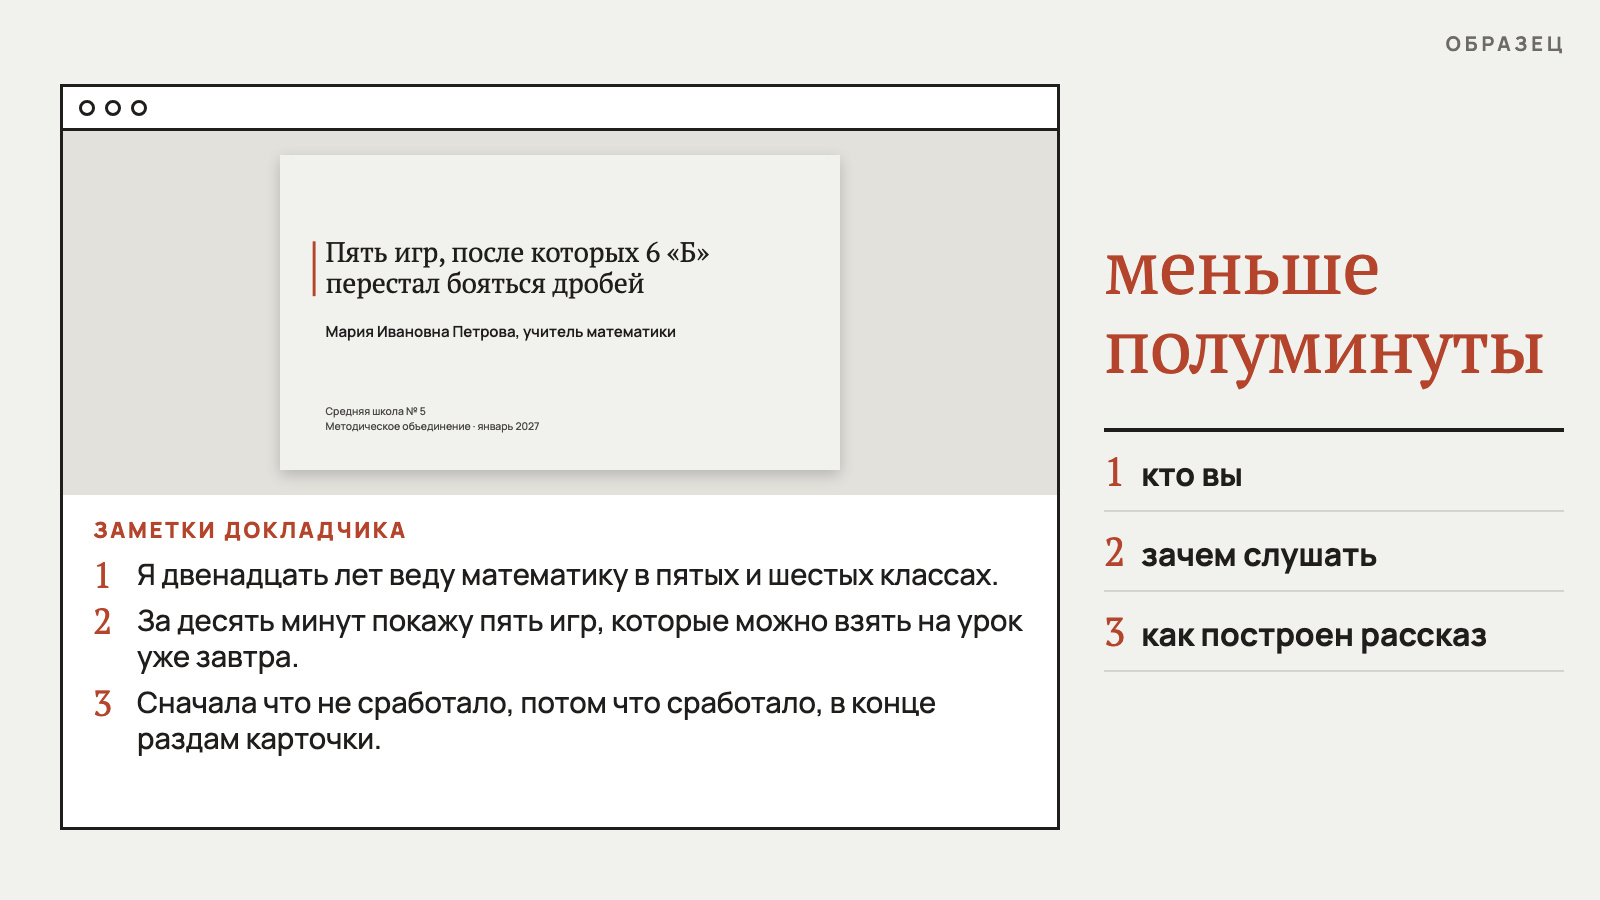 ОБРАЗЕЦ
Пять игр, после которых 6 «Б»
перестал бояться дробей
Мария Ивановна Петрова, учитель математики
Средняя школа № 5
Методическое объединение · январь 2027
ЗАМЕТКИ ДОКЛАДЧИКА
1 Я двенадцать лет веду математику в пятых и шестых классах.
2 За десять минут покажу пять игр, которые можно взять на урок
уже завтра.
3 Сначала что не сработало, потом что сработало, в конце
раздам карточки.
меньше
полуминуты
1 кто вы
2 зачем слушать
3 как построен рассказ